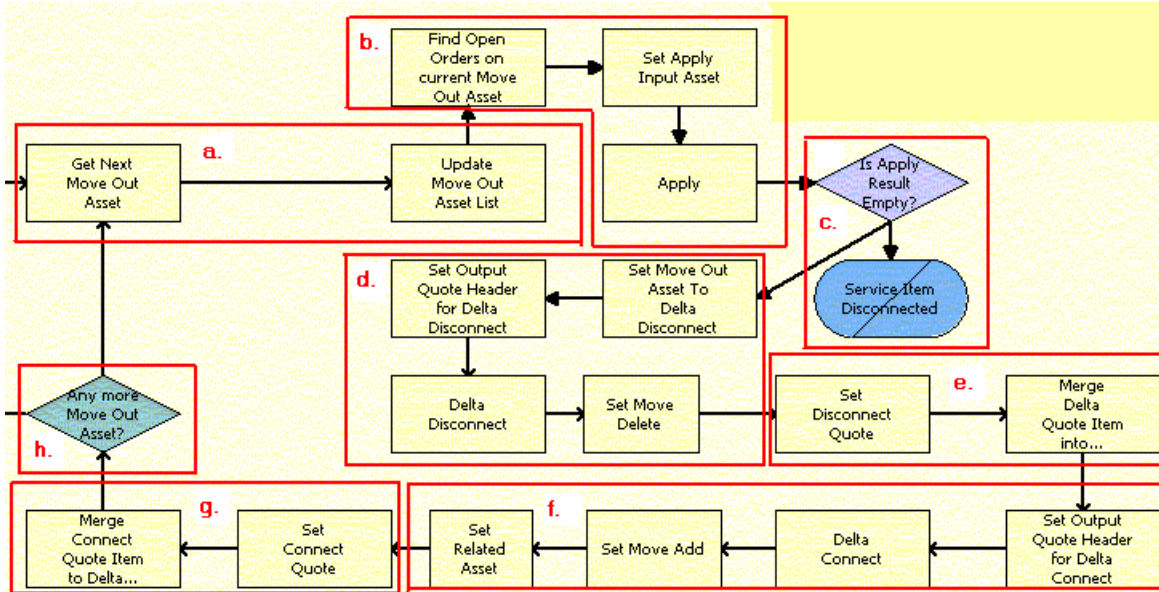 b.
Find Open
Orders on
current Move
Out Asset
Set Apply
Input Asset
a.
Get Next
Move Out
Asset
Update
Move Out
Asset List
Apply
Is Apply
Result
Empty?
c.
Service Item
Disconnected
d.
Set Output
Quote Header
for Delta
Disconnect
Set Move Out
Asset To
Delta
Disconnect
Delta
Disconnect
Set Move
Delete
e.
Set
Disconnect
Quote
Merge
Delta
Quote Item
into...
Any more
Move Out
Asset?
h.
g.
Merge
Connect
Quote Item
to Delta...
Set
Connect
Quote
f.
Set
Related
Asset
Set Move Add
Delta
Connect
Set Output
Quote Header
for Delta
Connect